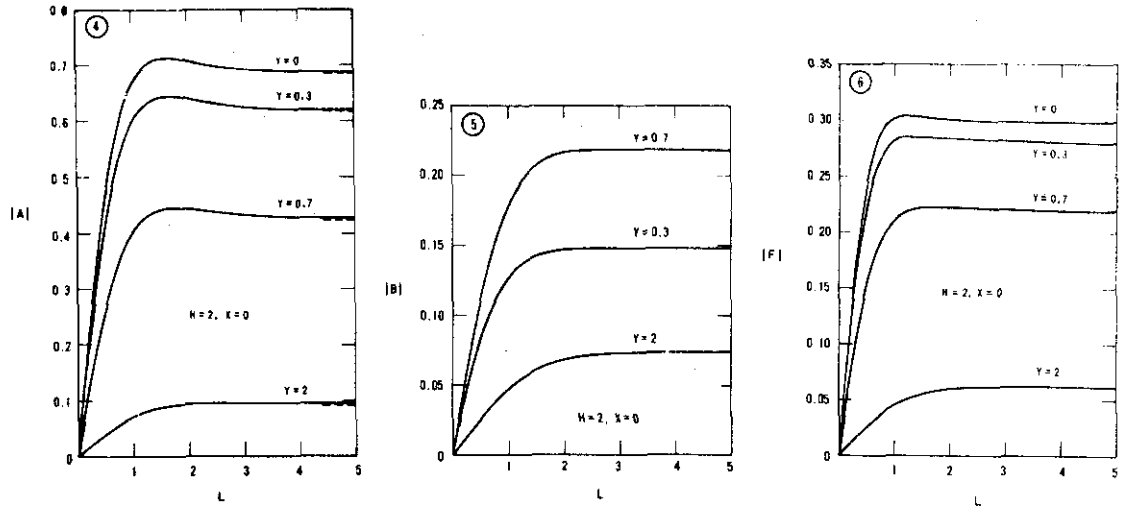 4
0.8
0.7
0.6
0.5
0.4
0.3
0.2
0.1
0
|A|
Y=0
Y=0.3
Y=0.7
H=2, X=0
Y=2
1 2 3 4 5
L
5
0.25
0.20
0.15
0.10
0.05
0
|B|
Y=0.7
Y=0.3
Y=2
H=2, X=0
1 2 3 4 5
L
6
0.35
0.30
0.25
0.20
0.15
0.10
0.05
0
|F|
Y=0
Y=0.3
Y=0.7
H=2, X=0
Y=2
0 1 2 3 4 5
L